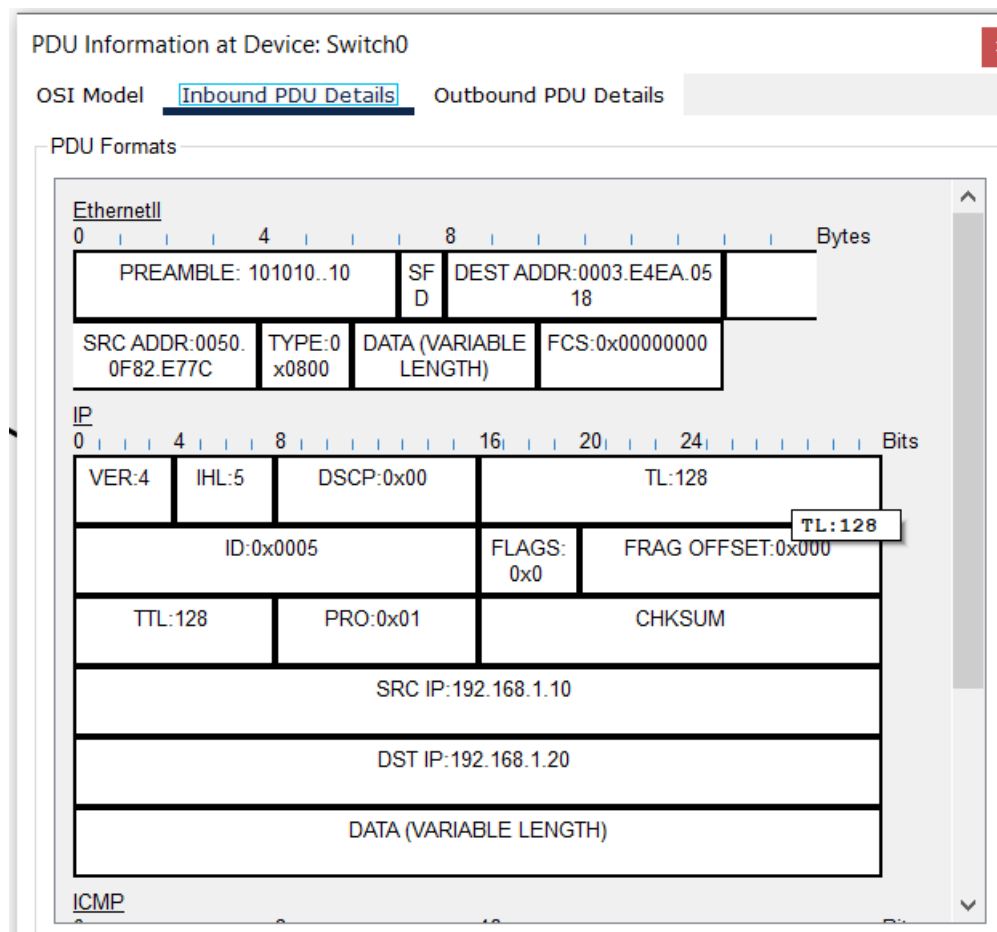 PDU Information at Device: Switch0
OSI Model Inbound PDU Details Outbound PDU Details
PDU Formats
EthernetII
0 4 8 Bytes
PREAMBLE: 101010..10
SF
D
DEST ADDR:0003.E4EA.05
18
SRC ADDR:0050.
0F82.E77C
TYPE:0
x0800
DATA (VARIABLE
LENGTH)
FCS:0x00000000
IP
0 4 8 16 20 24 Bits
VER:4 IHL:5 DSCP:0x00 TL:128
TL:128
ID:0x0005
FLAGS:
0x0
FRAG OFFSET:0x000
TTL:128 PRO:0x01 CHKSUM
SRC IP:192.168.1.10
DST IP:192.168.1.20
DATA (VARIABLE LENGTH)
ICMP